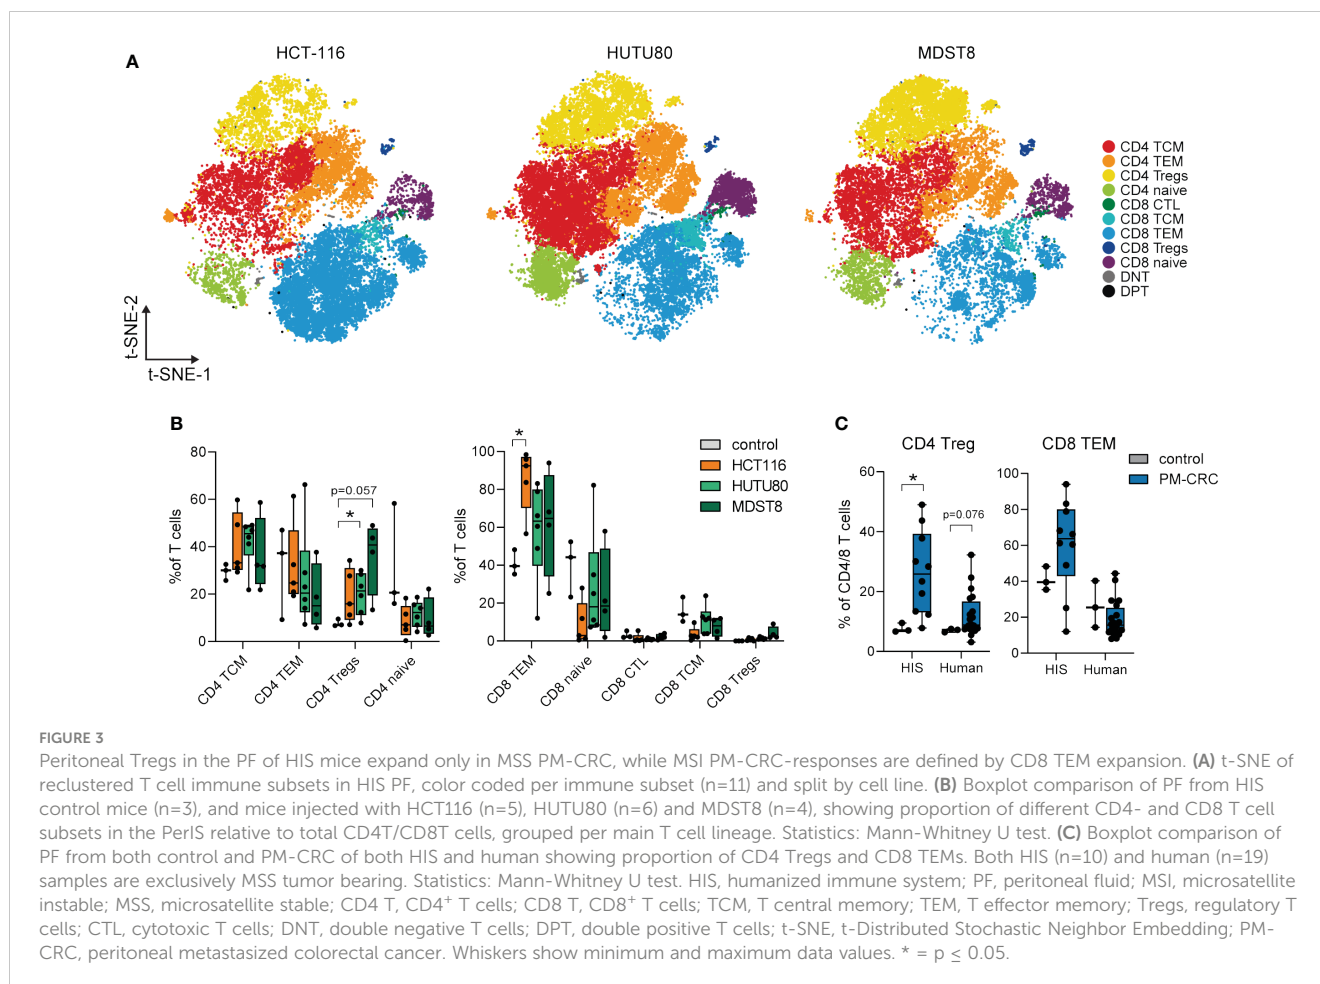 A
HCT-116
HUTU80
MDST8
CD4 TCM
CD4 TEM
CD4 Tregs
CD4 naive
CD8 CTL
CD8 TCM
CD8 TEM
CD8 Tregs
CD8 naive
DNT
DPT
t-SNE-2
t-SNE-1
B
%of T cells
80
60
40
20
0
p=0.057
*
CD4 TCM
CD4 TEM
CD4 Tregs
CD4 naive
%of T cells
100
80
60
40
20
0
*
CD8 TEM
CD8 naive
CD8 CTL
CD8 TCM
CD8 Tregs
control
HCT116
HUTU80
MDST8
C
CD4 Treg
% of CD4/8 T cells
60
40
20
0
*
p=0.076
HIS
Human
CD8 TEM
100
80
60
40
20
0
HIS
Human
control
PM-CRC
FIGURE 3
Peritoneal Tregs in the PF of HIS mice expand only in MSS PM-CRC, while MSI PM-CRC-responses are defined by CD8 TEM expansion. (A) t-SNE of
reclustered T cell immune subsets in HIS PF, color coded per immune subset (n=11) and split by cell line. (B) Boxplot comparison of PF from HIS
control mice (n=3), and mice injected with HCT116 (n=5), HUTU80 (n=6) and MDST8 (n=4), showing proportion of different CD4- and CD8 T cell
subsets in the PerIS relative to total CD4T/CD8T cells, grouped per main T cell lineage. Statistics: Mann-Whitney U test. (C) Boxplot comparison of
PF from both control and PM-CRC of both HIS and human showing proportion of CD4 Tregs and CD8 TEMs. Both HIS (n=10) and human (n=19)
samples are exclusively MSS tumor bearing. Statistics: Mann-Whitney U test. HIS, humanized immune system; PF, peritoneal fluid; MSI, microsatellite
instable; MSS, microsatellite stable; CD4 T, CD4⁺ T cells; CD8 T, CD8⁺ T cells; TCM, T central memory; TEM, T effector memory; Tregs, regulatory T
cells; CTL, cytotoxic T cells; DNT, double negative T cells; DPT, double positive T cells; t-SNE, t-Distributed Stochastic Neighbor Embedding; PM-
CRC, peritoneal metastasized colorectal cancer. Whiskers show minimum and maximum data values. * = p ≤ 0.05.